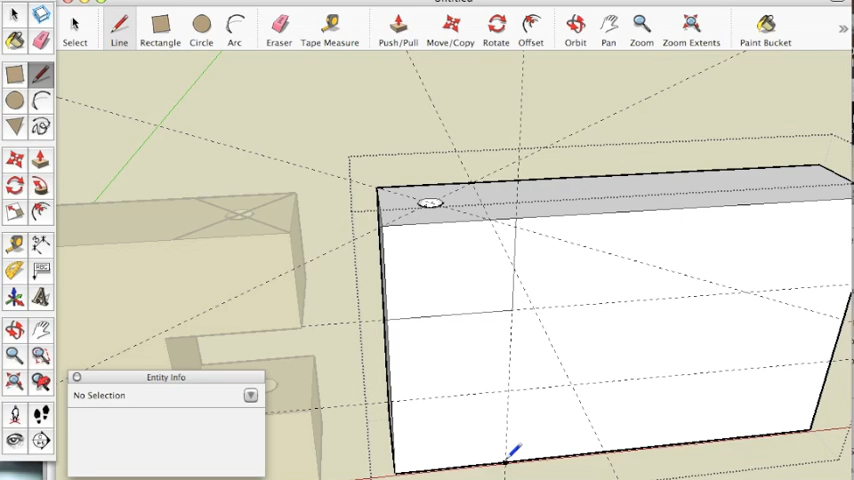 Untitled
Select Line Rectangle Circle Arc Eraser Tape Measure Push/Pull Move/Copy Rotate Offset Orbit Pan Zoom Zoom Extents Paint Bucket
Entity Info
No Selection